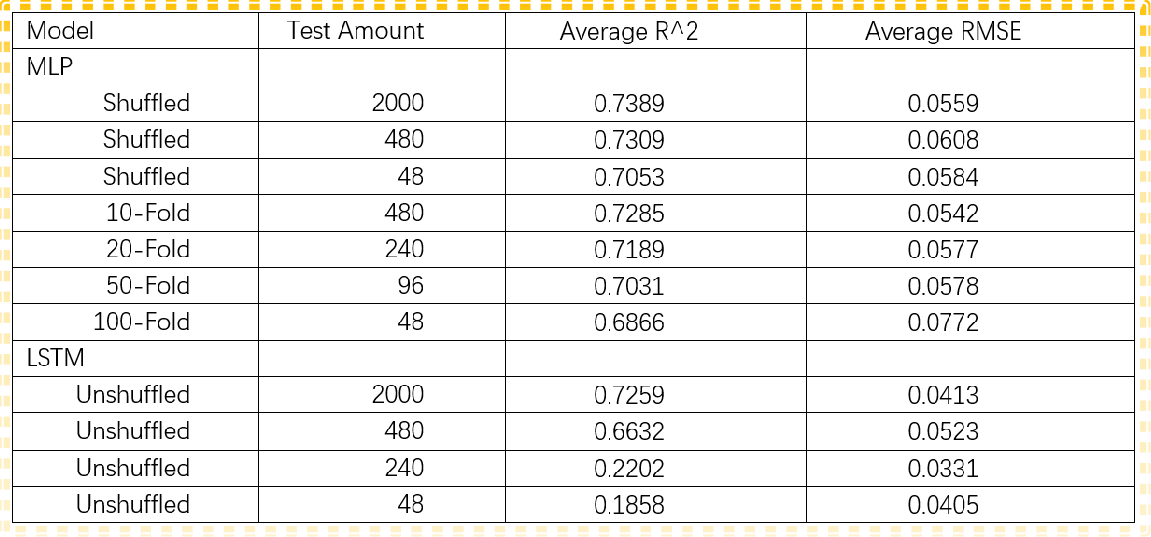 Model Test Amount Average R^2 Average RMSE
MLP
Shuffled 2000 0.7389 0.0559
Shuffled 480 0.7309 0.0608
Shuffled 48 0.7053 0.0584
10-Fold 480 0.7285 0.0542
20-Fold 240 0.7189 0.0577
50-Fold 96 0.7031 0.0578
100-Fold 48 0.6866 0.0772
LSTM
Unshuffled 2000 0.7259 0.0413
Unshuffled 480 0.6632 0.0523
Unshuffled 240 0.2202 0.0331
Unshuffled 48 0.1858 0.0405